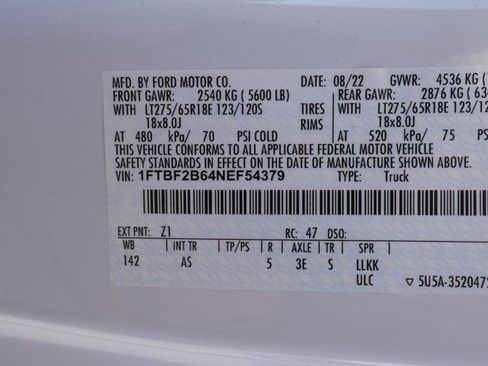 MFD. BY FORD MOTOR CO. DATE: 08/22 GVWR: 4536 KG
FRONT GAWR: 2540 KG ( 5600 LB) REAR GAWR: 2876 KG
WITH LT275/65R18E 123/120S TIRES WITH LT275/65R18E 123/
18x8.0J RIMS 18x8.0J
AT 480 kPa/ 70 PSI COLD AT 520 kPa/ 75 PSI
THIS VEHICLE CONFORMS TO ALL APPLICABLE FEDERAL MOTOR VEHICLE
SAFETY STANDARDS IN EFFECT ON THE DATE OF MANUFACTURE SHOWN ABOVE.
VIN: 1FTBF2B64NEF54379 TYPE: Truck
EXT PNT: Z1 RC: 47 DSO:
WB INT TR TP/PS R AXLE TR SPR
142 AS 5 3E S LLKK
ULC ▽ 5U5A-352047